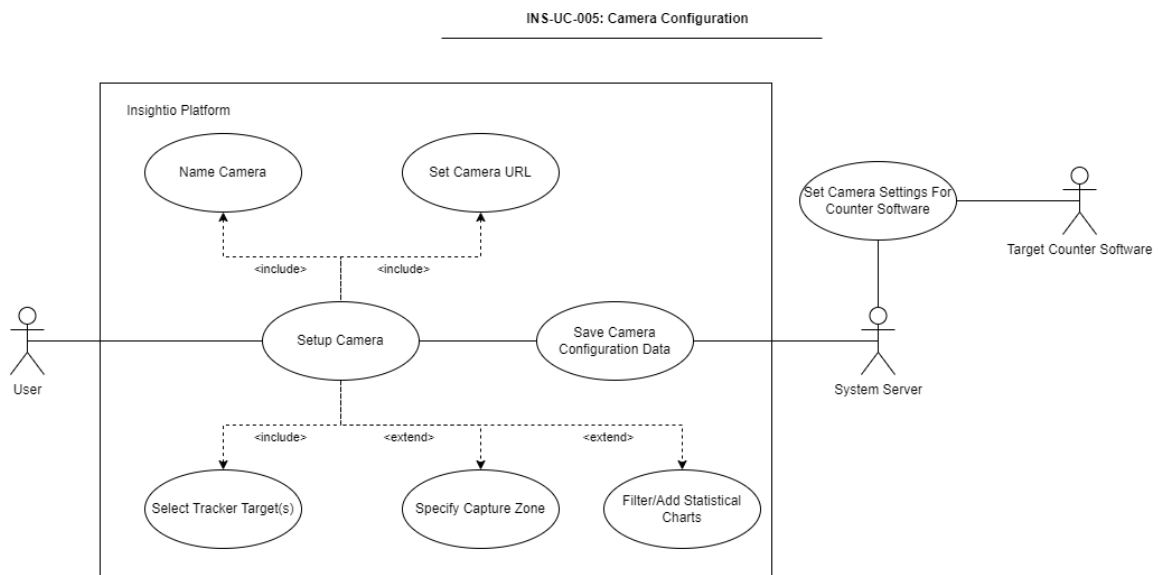 INS-UC-005: Camera Configuration
Insightio Platform
Name Camera
Set Camera URL
Set Camera Settings For
Counter Software
Target Counter Software
<include>
<include>
User
Setup Camera
Save Camera
Configuration Data
System Server
<include>
<extend>
<extend>
Select Tracker Target(s)
Specify Capture Zone
Filter/Add Statistical
Charts